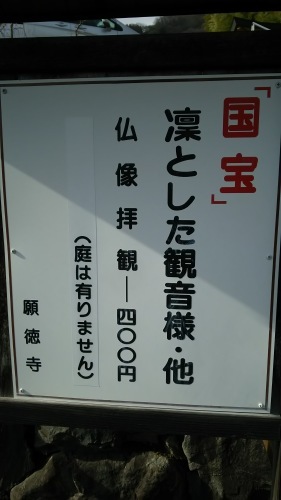 「国宝」
凛とした観音様・他
仏像拝観—四〇〇円
(庭は有りません)
願徳寺